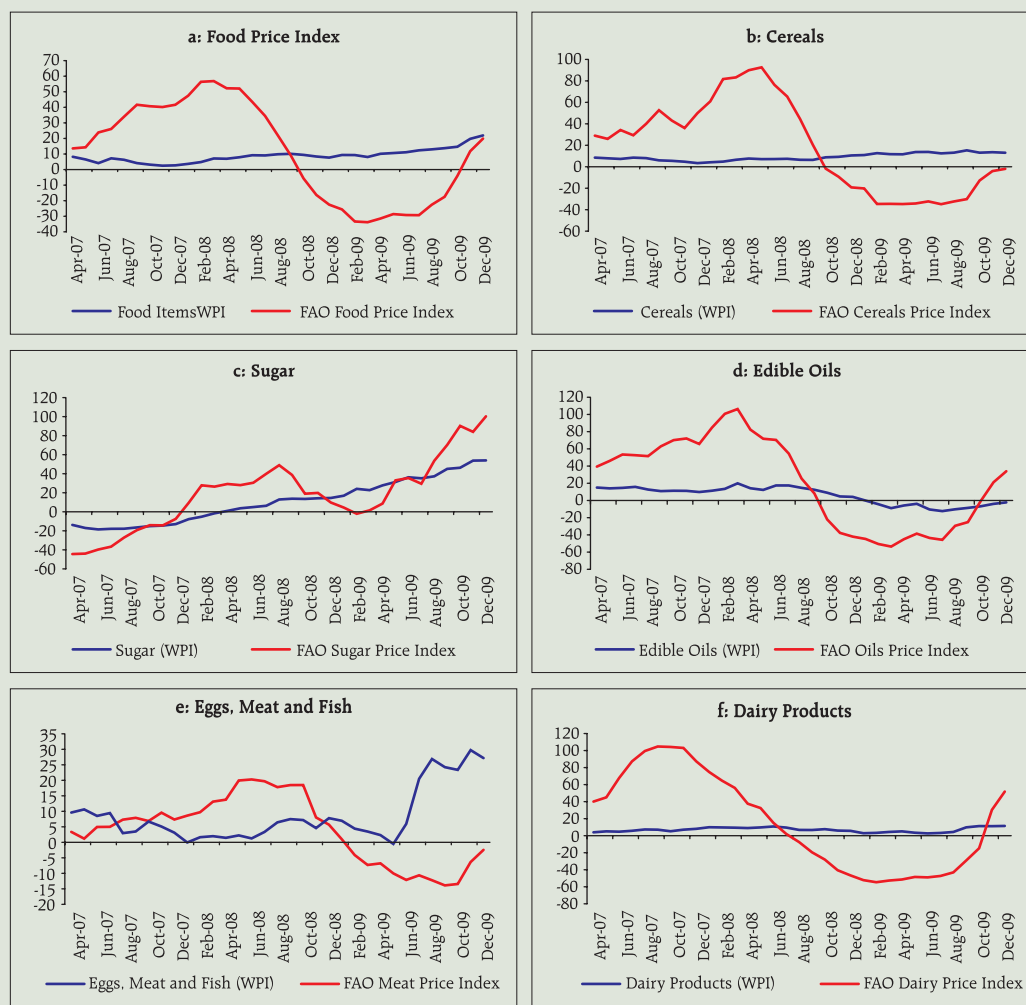 a: Food Price Index
70
60
50
40
30
20
10
0
-10
-20
-30
-40
Apr-07
Jun-07
Aug-07
Oct-07
Dec-07
Feb-08
Apr-08
Jun-08
Aug-08
Oct-08
Dec-08
Feb-09
Apr-09
Jun-09
Aug-09
Oct-09
Dec-09
Food ItemsWPI FAO Food Price Index
b: Cereals
100
80
60
40
20
0
-20
-40
-60
Apr-07
Jun-07
Aug-07
Oct-07
Dec-07
Feb-08
Apr-08
Jun-08
Aug-08
Oct-08
Dec-08
Feb-09
Apr-09
Jun-09
Aug-09
Oct-09
Dec-09
Cereals (WPI) FAO Cereals Price Index
c: Sugar
120
100
80
60
40
20
0
-20
-40
-60
Apr-07
Jun-07
Aug-07
Oct-07
Dec-07
Feb-08
Apr-08
Jun-08
Aug-08
Oct-08
Dec-08
Feb-09
Apr-09
Jun-09
Aug-09
Oct-09
Dec-09
Sugar (WPI) FAO Sugar Price Index
d: Edible Oils
120
100
80
60
40
20
0
-20
-40
-60
-80
Apr-07
Jun-07
Aug-07
Oct-07
Dec-07
Feb-08
Apr-08
Jun-08
Aug-08
Oct-08
Dec-08
Feb-09
Apr-09
Jun-09
Aug-09
Oct-09
Dec-09
Edible Oils (WPI) FAO Oils Price Index
e: Eggs, Meat and Fish
35
30
25
20
15
10
5
0
-5
-10
-15
-20
Apr-07
Jun-07
Aug-07
Oct-07
Dec-07
Feb-08
Apr-08
Jun-08
Aug-08
Oct-08
Dec-08
Feb-09
Apr-09
Jun-09
Aug-09
Oct-09
Dec-09
Eggs, Meat and Fish (WPI) FAO Meat Price Index
f: Dairy Products
120
100
80
60
40
20
0
-20
-40
-60
-80
Apr-07
Jun-07
Aug-07
Oct-07
Dec-07
Feb-08
Apr-08
Jun-08
Aug-08
Oct-08
Dec-08
Feb-09
Apr-09
Jun-09
Aug-09
Oct-09
Dec-09
Dairy Products (WPI) FAO Dairy Price Index